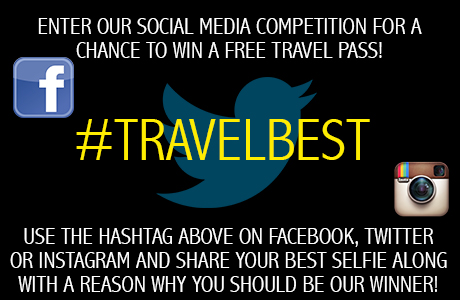 ENTER OUR SOCIAL MEDIA COMPETITION FOR A
CHANCE TO WIN A FREE TRAVEL PASS!
f
#TRAVELBEST
USE THE HASHTAG ABOVE ON FACEBOOK, TWITTER
OR INSTAGRAM AND SHARE YOUR BEST SELFIE ALONG
WITH A REASON WHY YOU SHOULD BE OUR WINNER!